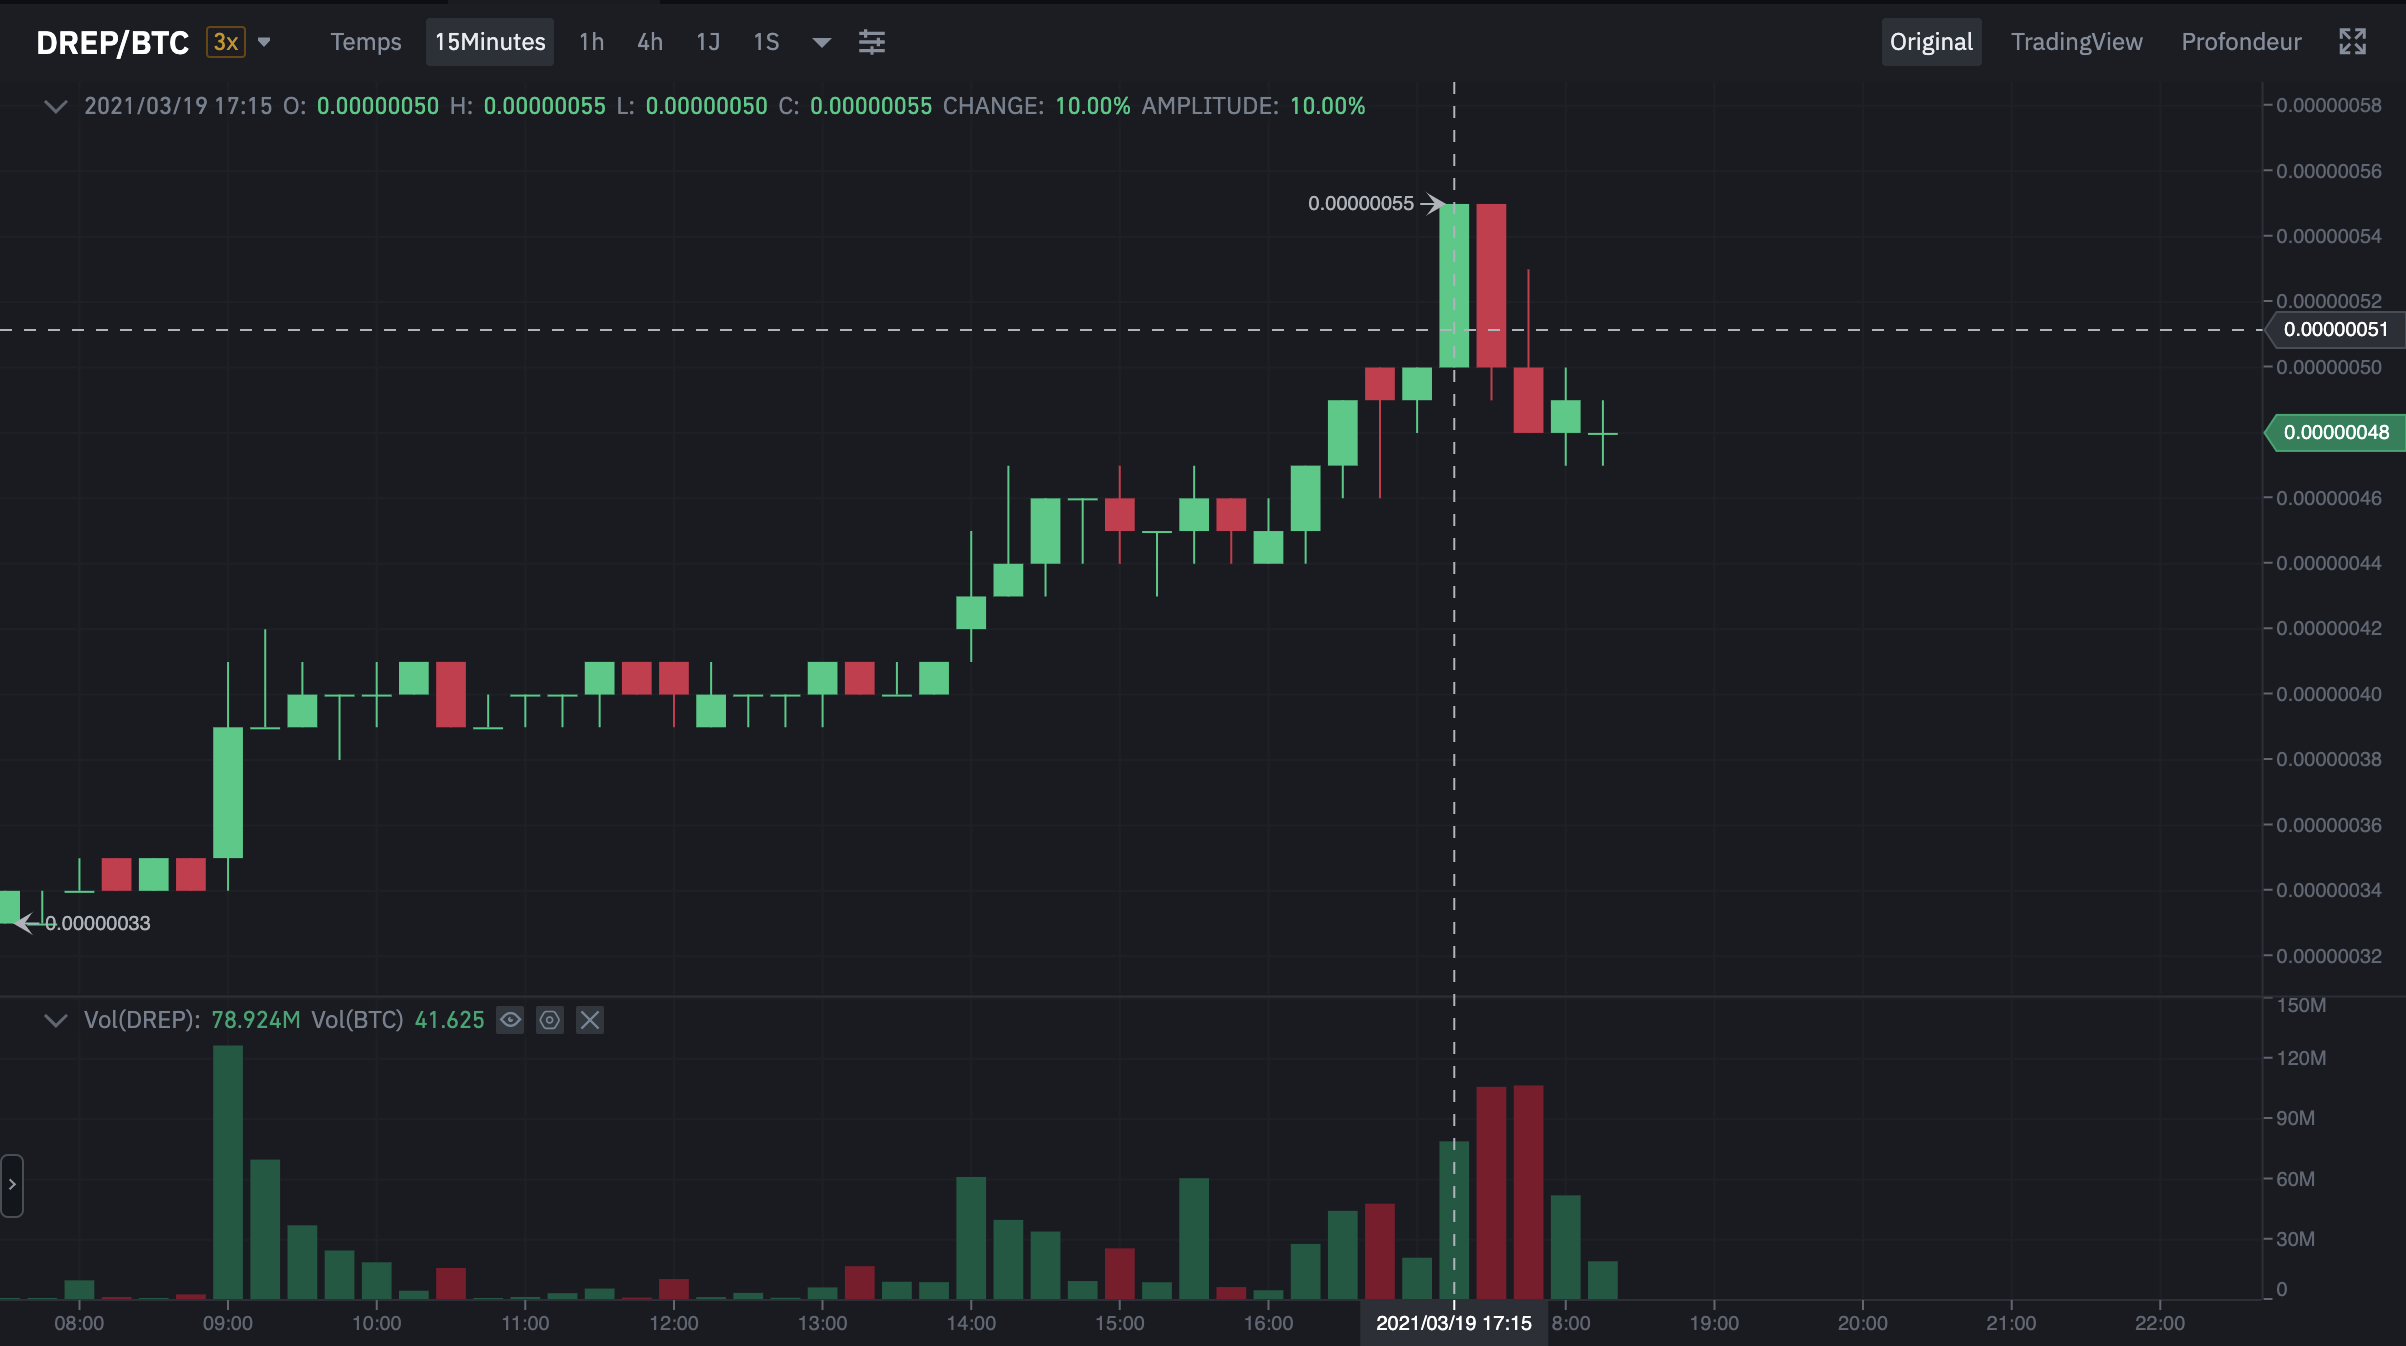 DREP/BTC 3x Temps 15Minutes 1h 4h 1J 1S Original TradingView Profondeur
2021/03/19 17:15 O: 0.00000050 H: 0.00000055 L: 0.00000050 C: 0.00000055 CHANGE: 10.00% AMPLITUDE: 10.00%
0.00000058
0.00000056
0.00000055
0.00000054
0.00000052
0.00000051
0.00000050
0.00000048
0.00000046
0.00000044
0.00000042
0.00000040
0.00000038
0.00000036
0.00000034
0.00000033
0.00000032
150M
Vol(DREP): 78.924M Vol(BTC) 41.625
120M
90M
60M
30M
0
08:00 09:00 10:00 11:00 12:00 13:00 14:00 15:00 16:00 2021/03/19 17:15 8:00 19:00 20:00 21:00 22:00